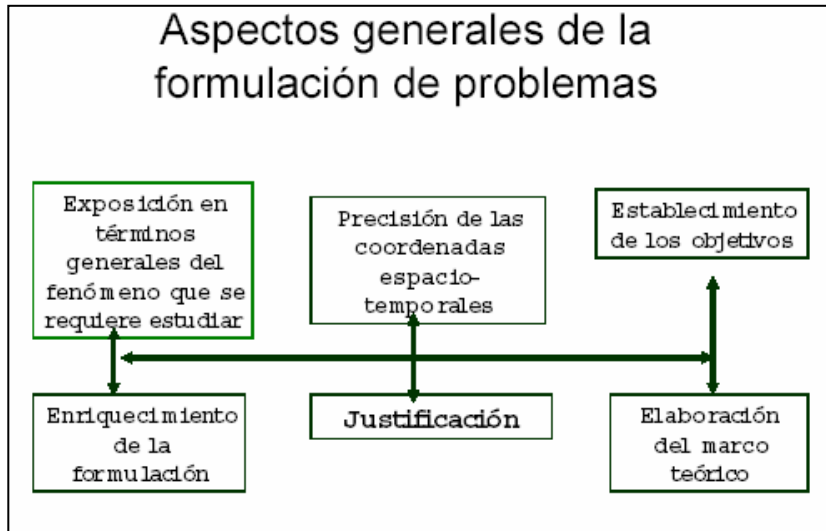 Aspectos generales de la
formulación de problemas
Exposición en
términos
generales del
fenómeno que se
requiere estudiar
Precisión de las
coordenadas
espacio-
temporales
Establecimiento
de los objetivos
Enriquecimiento
de la
formulación
Justificación
Elaboración
del marco
teórico